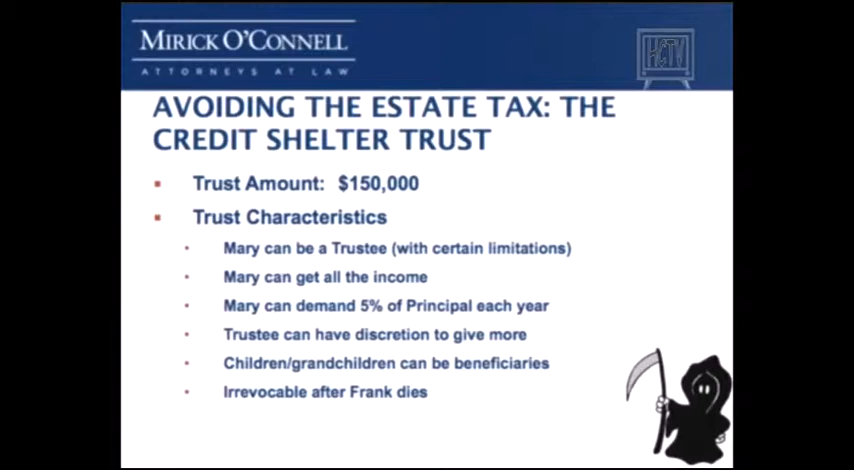 MIRICK O'CONNELL
ATTORNEYS AT LAW
HCTV
AVOIDING THE ESTATE TAX: THE
CREDIT SHELTER TRUST
Trust Amount: $150,000
Trust Characteristics
Mary can be a Trustee (with certain limitations)
Mary can get all the income
Mary can demand 5% of Principal each year
Trustee can have discretion to give more
Children/grandchildren can be beneficiaries
Irrevocable after Frank dies